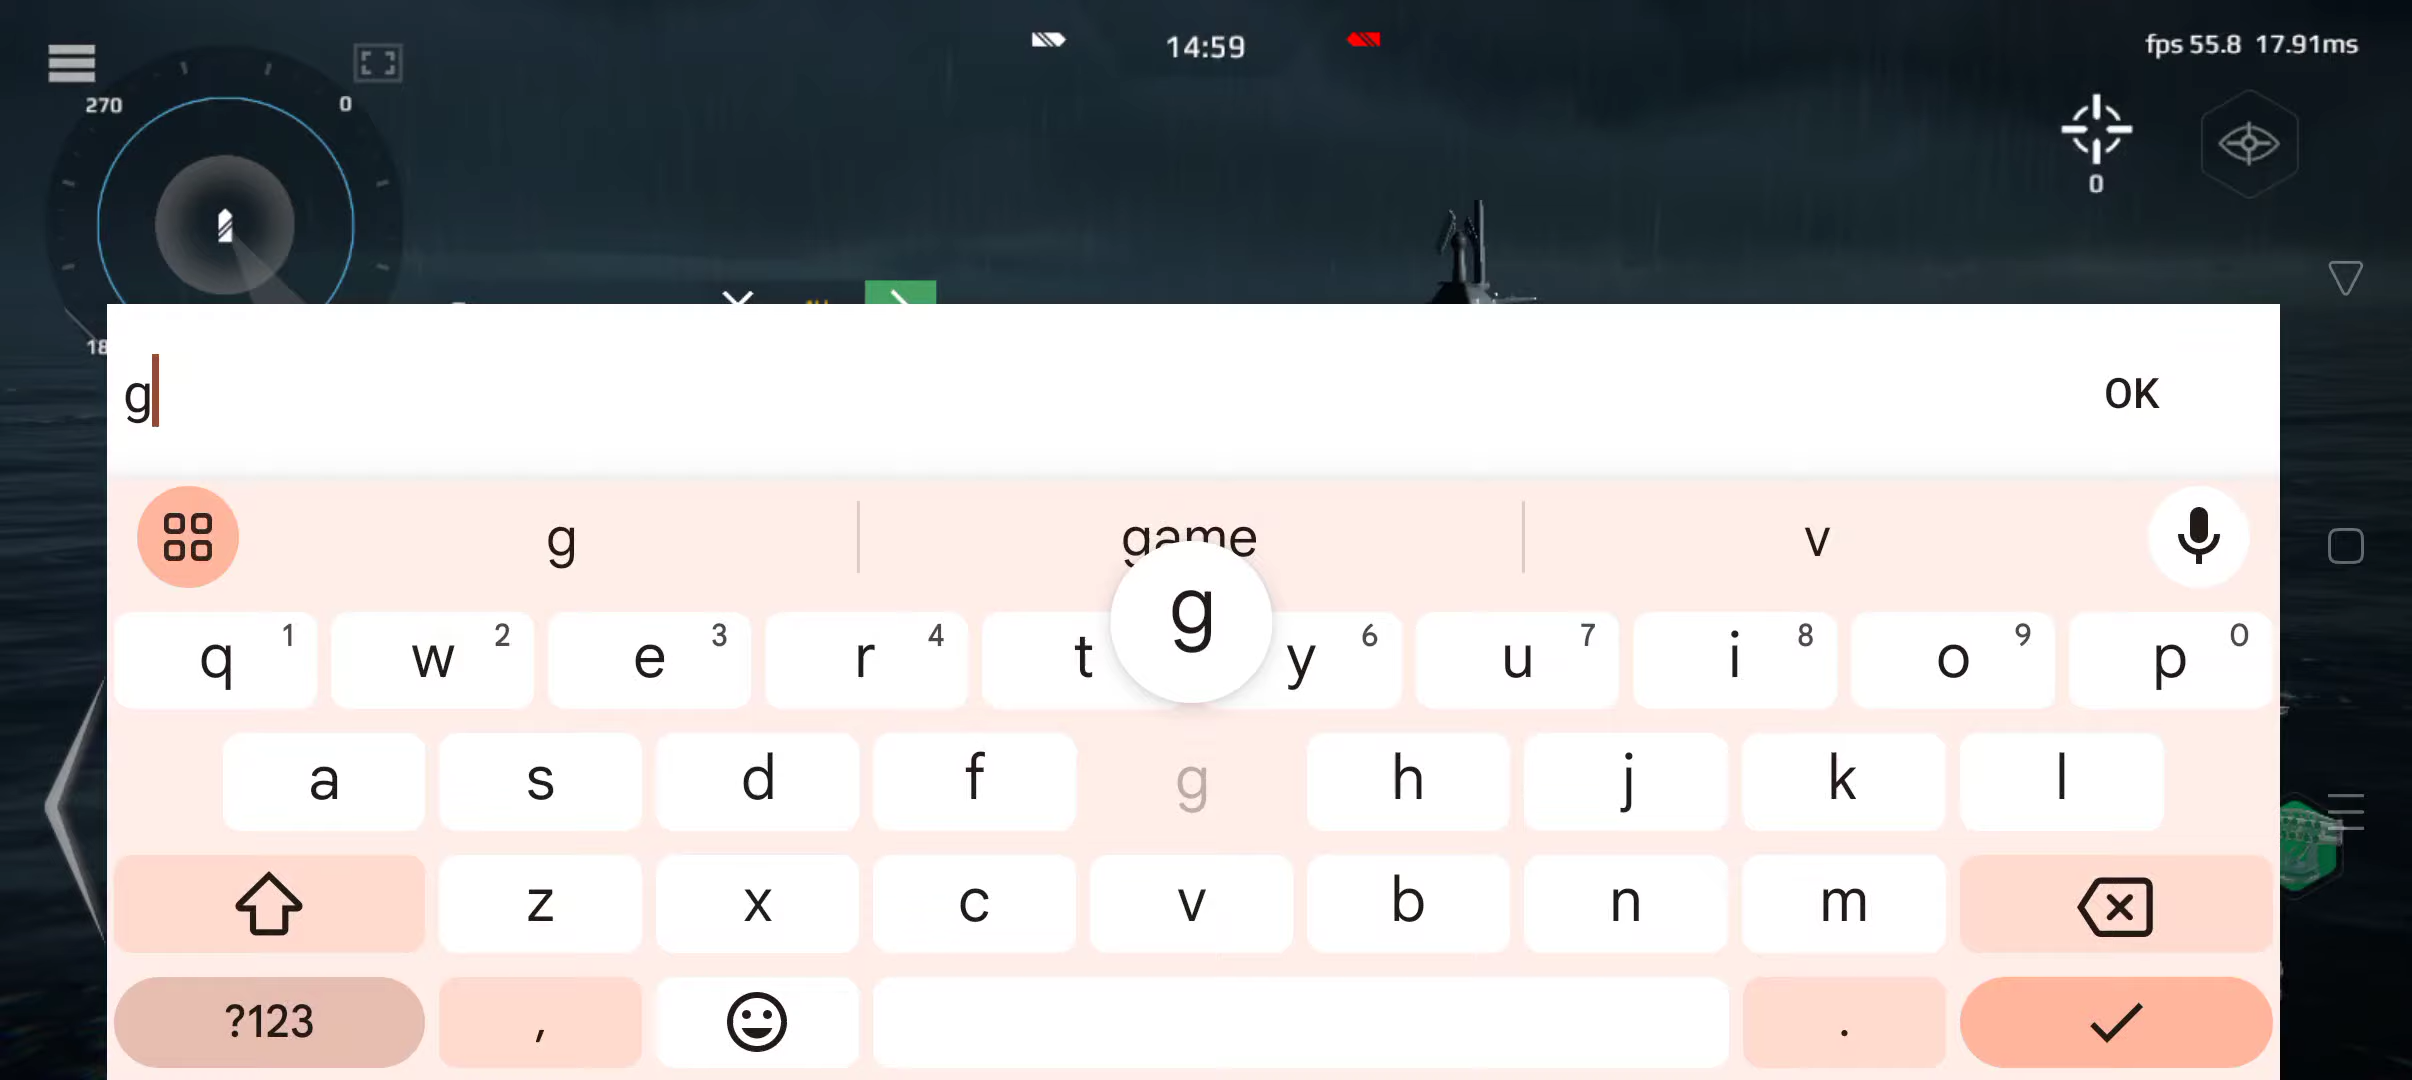 14:59
fps 55.8 17.91ms
270
0
0
18
g
OK
g
game
v
g
q 1
w 2
e 3
r 4
t
y 6
u 7
i 8
o 9
p 0
a
s
d
f
g
h
j
k
l
z
x
c
v
b
n
m
?123
,
.